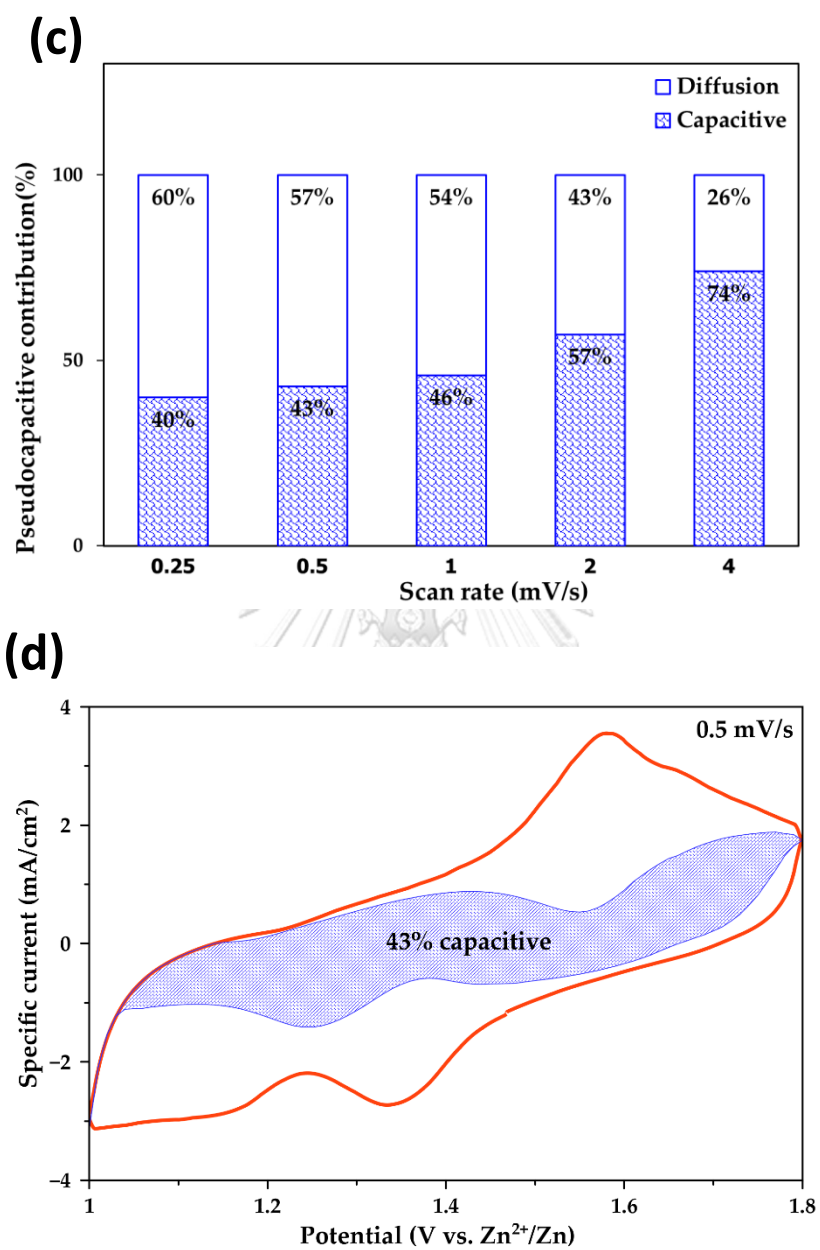 (c)
Diffusion
Capacitive
Pseudocapacitive contribution(%)
100
50
0
60%
57%
54%
43%
26%
40%
43%
46%
57%
74%
0.25
0.5
1
2
4
Scan rate (mV/s)
(d)
0.5 mV/s
Specific current (mA/cm²)
4
2
0
−2
−4
43% capacitive
1
1.2
1.4
1.6
1.8
Potential (V vs. Zn²⁺/Zn)